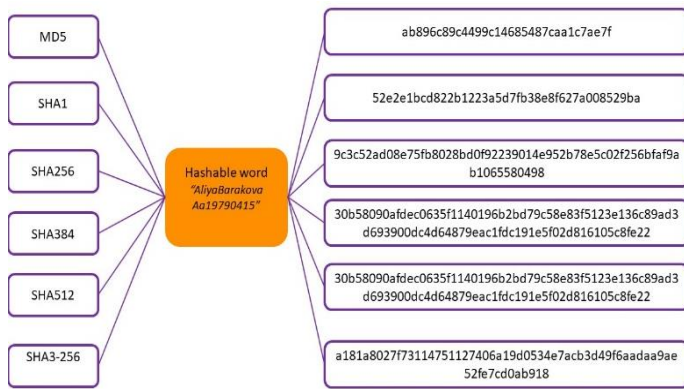 MD5
SHA1
SHA256
SHA384
SHA512
SHA3-256
Hashable word
"AliyaBarakova
Aa19790415"
ab896c89c4499c14685487caa1c7ae7f
52e2e1bcd822b1223a5d7fb38e8f627a008529ba
9c3c52ad08e75fb8028bd0f92239014e952b78e5c02f256bfaf9a
b1065580498
30b58090afdec0635f1140196b2bd79c58e83f5123e136c89ad3
d693900dc4d64879eac1fdc191e5f02d816105c8fe22
30b58090afdec0635f1140196b2bd79c58e83f5123e136c89ad3
d693900dc4d64879eac1fdc191e5f02d816105c8fe22
a181a8027f73114751127406a19d0534e7acb3d49f6aadaa9ae
52fe7cd0ab918